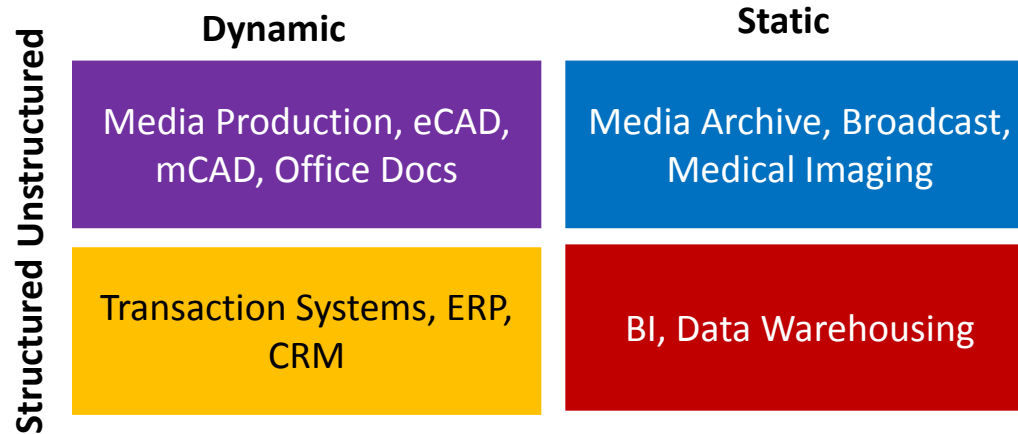 Dynamic
Static
Unstructured
Media Production, eCAD,
mCAD, Office Docs
Media Archive, Broadcast,
Medical Imaging
Structured
Transaction Systems, ERP,
CRM
BI, Data Warehousing